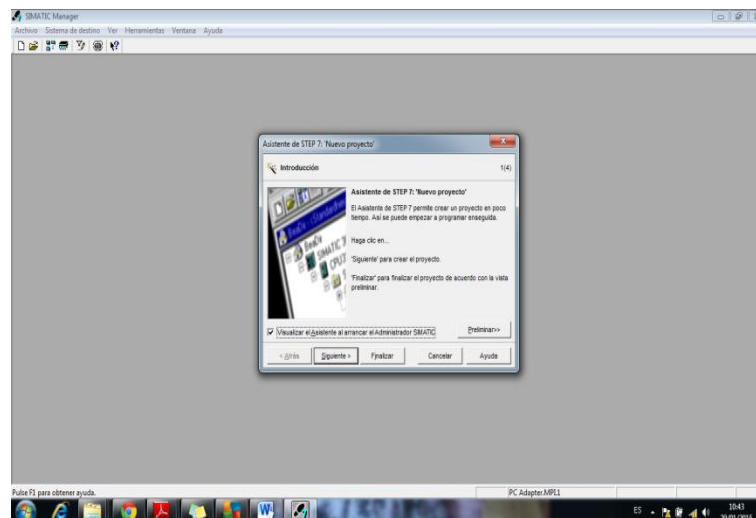 SIMATIC Manager
Archivo Sistema de destino Ver Herramientas Ventana Ayuda
Asistente de STEP 7: 'Nuevo proyecto'
Introducción 1(4)
Asistente de STEP 7: 'Nuevo proyecto'
El Asistente de STEP 7 permite crear un proyecto en poco
tiempo. Así se puede empezar a programar enseguida.
Haga clic en...
'Siguiente' para crear el proyecto.
'Finalizar' para finalizar el proyecto de acuerdo con la vista
preliminar.
Visualizar el Asistente al arrancar el Administrador SIMATIC
Preliminar>>
< Atrás Siguiente > Finalizar Cancelar Ayuda
Pulse F1 para obtener ayuda. PC Adapter.MPI.1
ES 10:43